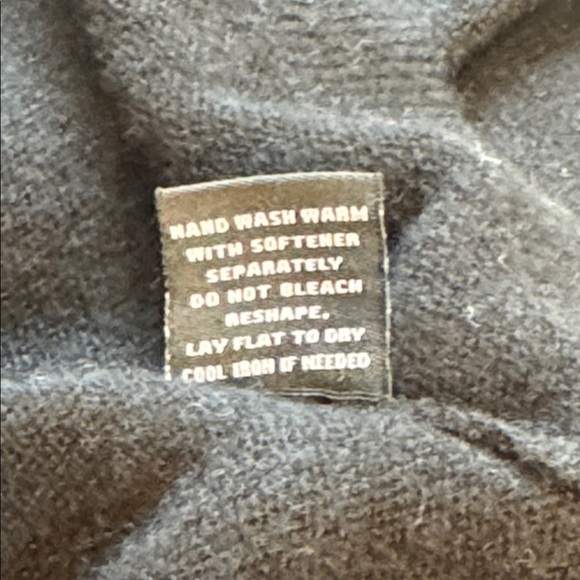 HAND WASH WARM
WITH SOFTENER
SEPARATELY
DO NOT BLEACH
RESHAPE.
LAY FLAT TO DRY
COOL IRON IF NEEDED